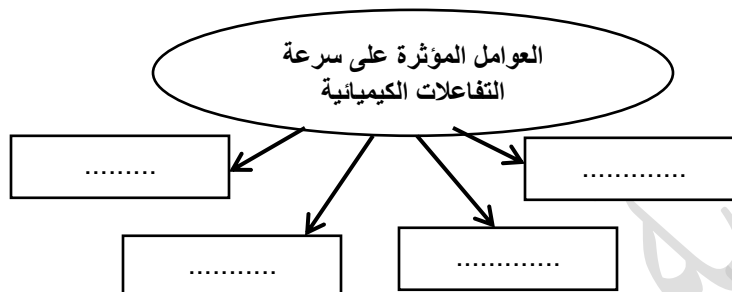 العوامل المؤثرة على سرعة
التفاعلات الكيميائية
.............
.........
.............
...........